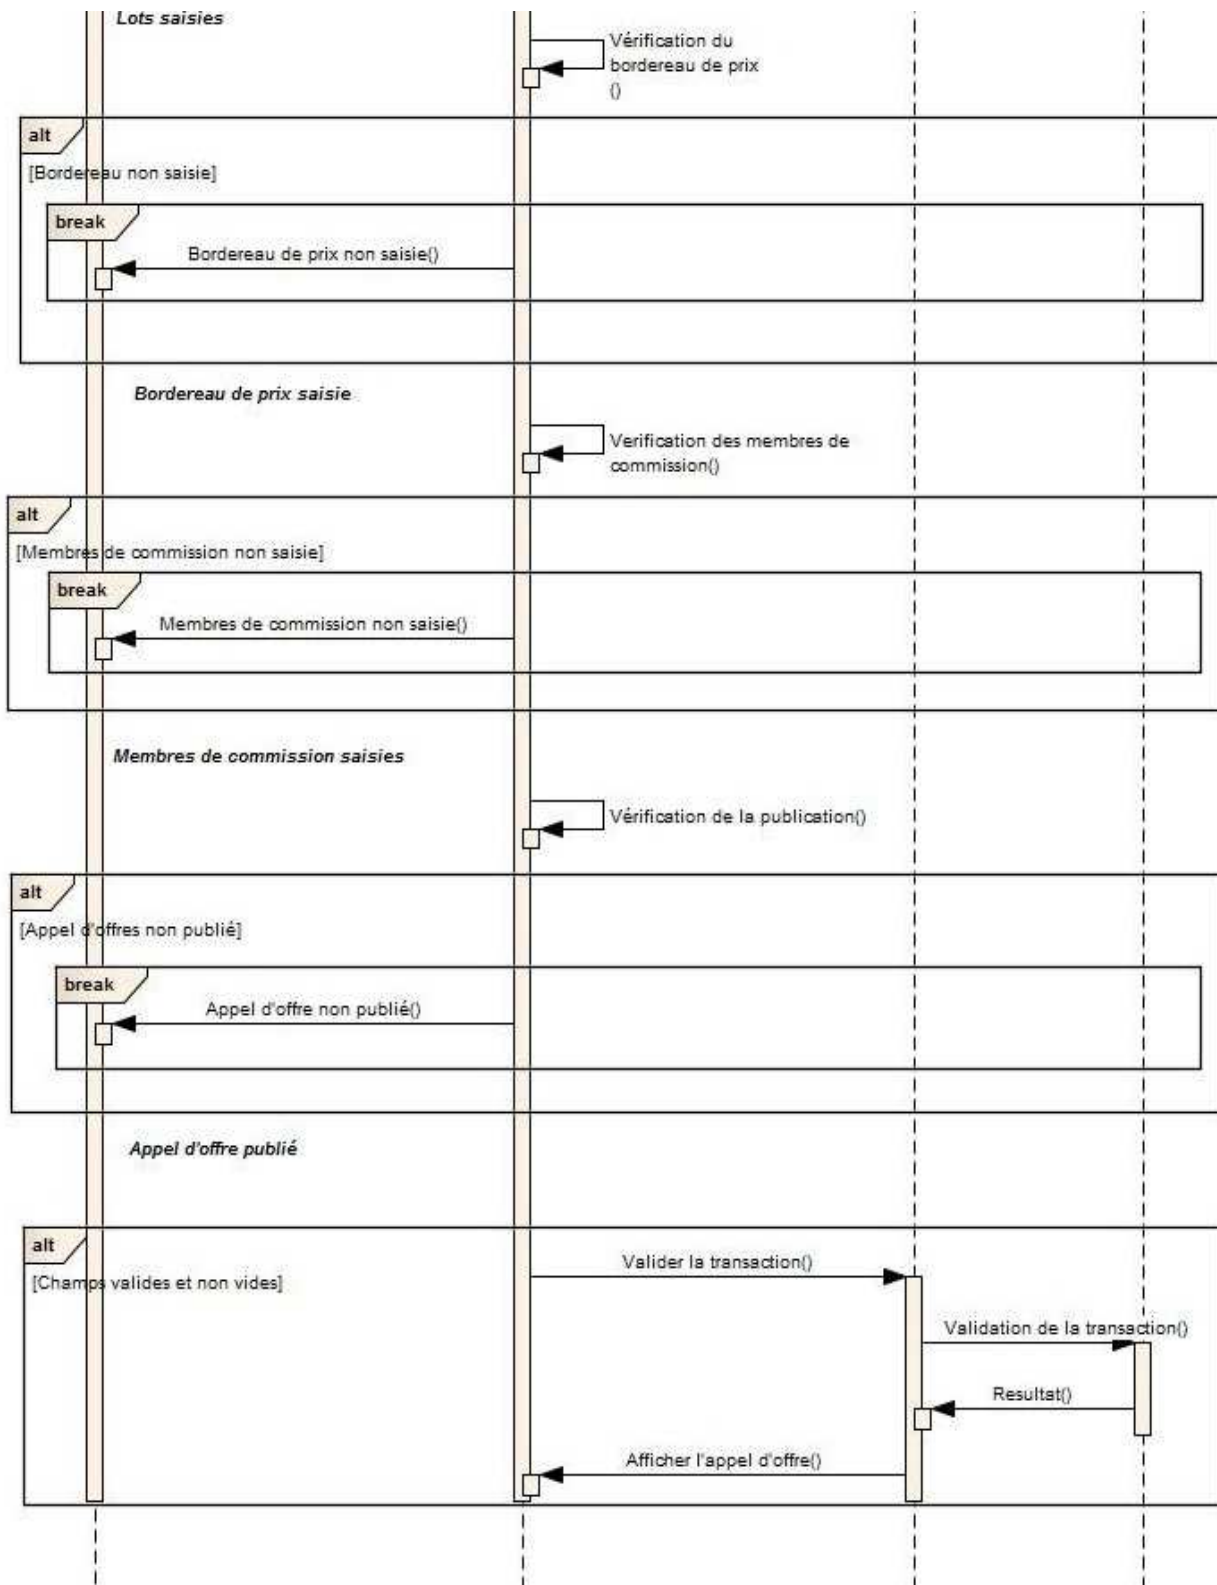 Lots saisies
Vérification du
bordereau de prix
()
alt
[Bordereau non saisie]
break
Bordereau de prix non saisie()
Bordereau de prix saisie
Verification des membres de
commission()
alt
[Membres de commission non saisie]
break
Membres de commission non saisie()
Membres de commission saisies
Vérification de la publication()
alt
[Appel d'offres non publié]
break
Appel d'offre non publié()
Appel d'offre publié
alt
[Champs valides et non vides]
Valider la transaction()
Validation de la transaction()
Resultat()
Afficher l'appel d'offre()